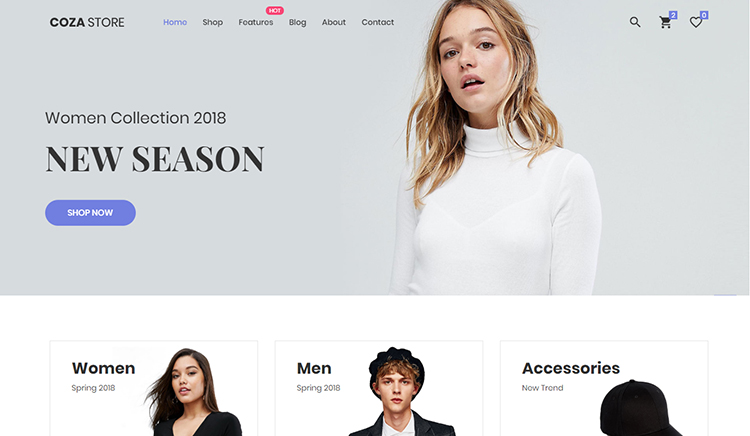 COZA STORE
Home Shop Features HOT Blog About Contact
2 0
Women Collection 2018
NEW SEASON
SHOP NOW
Women
Spring 2018
Men
Spring 2018
Accessories
New Trend